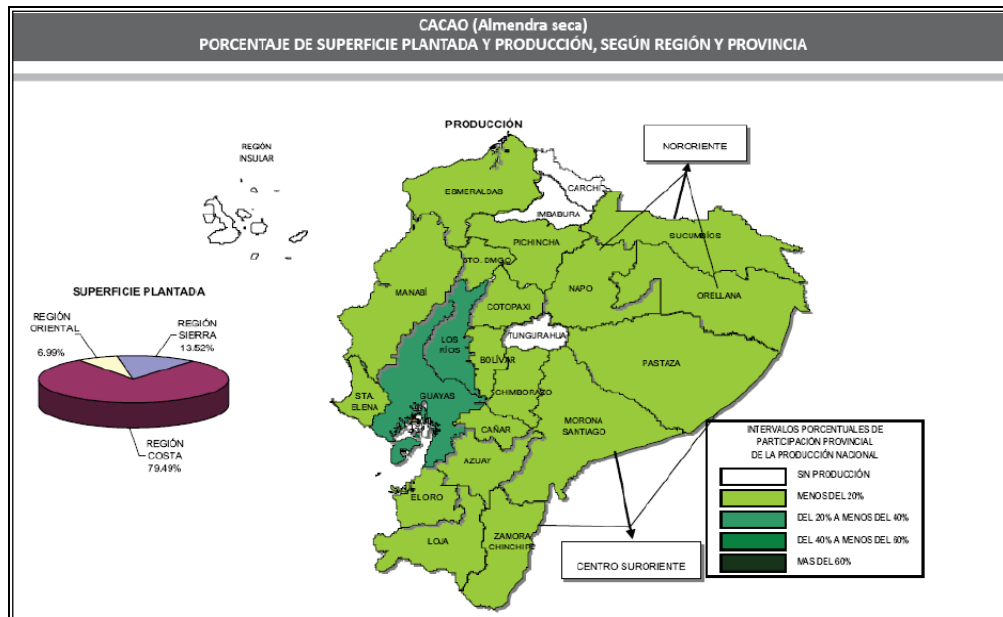 CACAO (Almendra seca)
PORCENTAJE DE SUPERFICIE PLANTADA Y PRODUCCIÓN, SEGÚN REGIÓN Y PROVINCIA
PRODUCCIÓN
REGIÓN
INSULAR
NORORIENTE
ESMERALDAS
CARCHI
IMBABURA
SUCUMBÍOS
PICHINCHA
STO. DMGO
MANABÍ
NAPO
ORELLANA
COTOPAXI
SUPERFICIE PLANTADA
REGIÓN
ORIENTAL
6.99%
REGIÓN
SIERRA
13.52%
REGIÓN
COSTA
79.49%
LOS
RÍOS
TUNGURAHUA
BOLÍVAR
PASTAZA
STA.
ELENA
GUAYAS
CHIMBORAZO
MORONA
SANTIAGO
CAÑAR
AZUAY
EL ORO
LOJA
ZAMORA
CHINCHIPE
CENTRO SURORIENTE
INTERVALOS PORCENTUALES DE
PARTICIPACIÓN PROVINCIAL
DE LA PRODUCCIÓN NACIONAL
SIN PRODUCCIÓN
MENOS DEL 20%
DEL 20% A MENOS DEL 40%
DEL 40% A MENOS DEL 60%
MAS DEL 60%